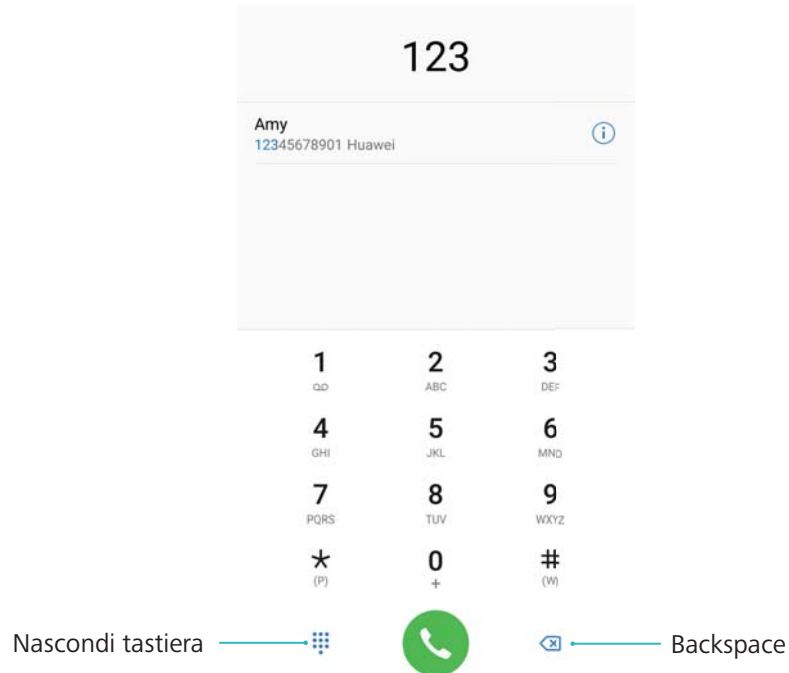 123
Amy
12345678901 Huawei
1 2 3
ABC DEF
4 5 6
GHI JKL MNO
7 8 9
PQRS TUV WXYZ
* 0 #
(P) + (W)
Nascondi tastiera Backspace